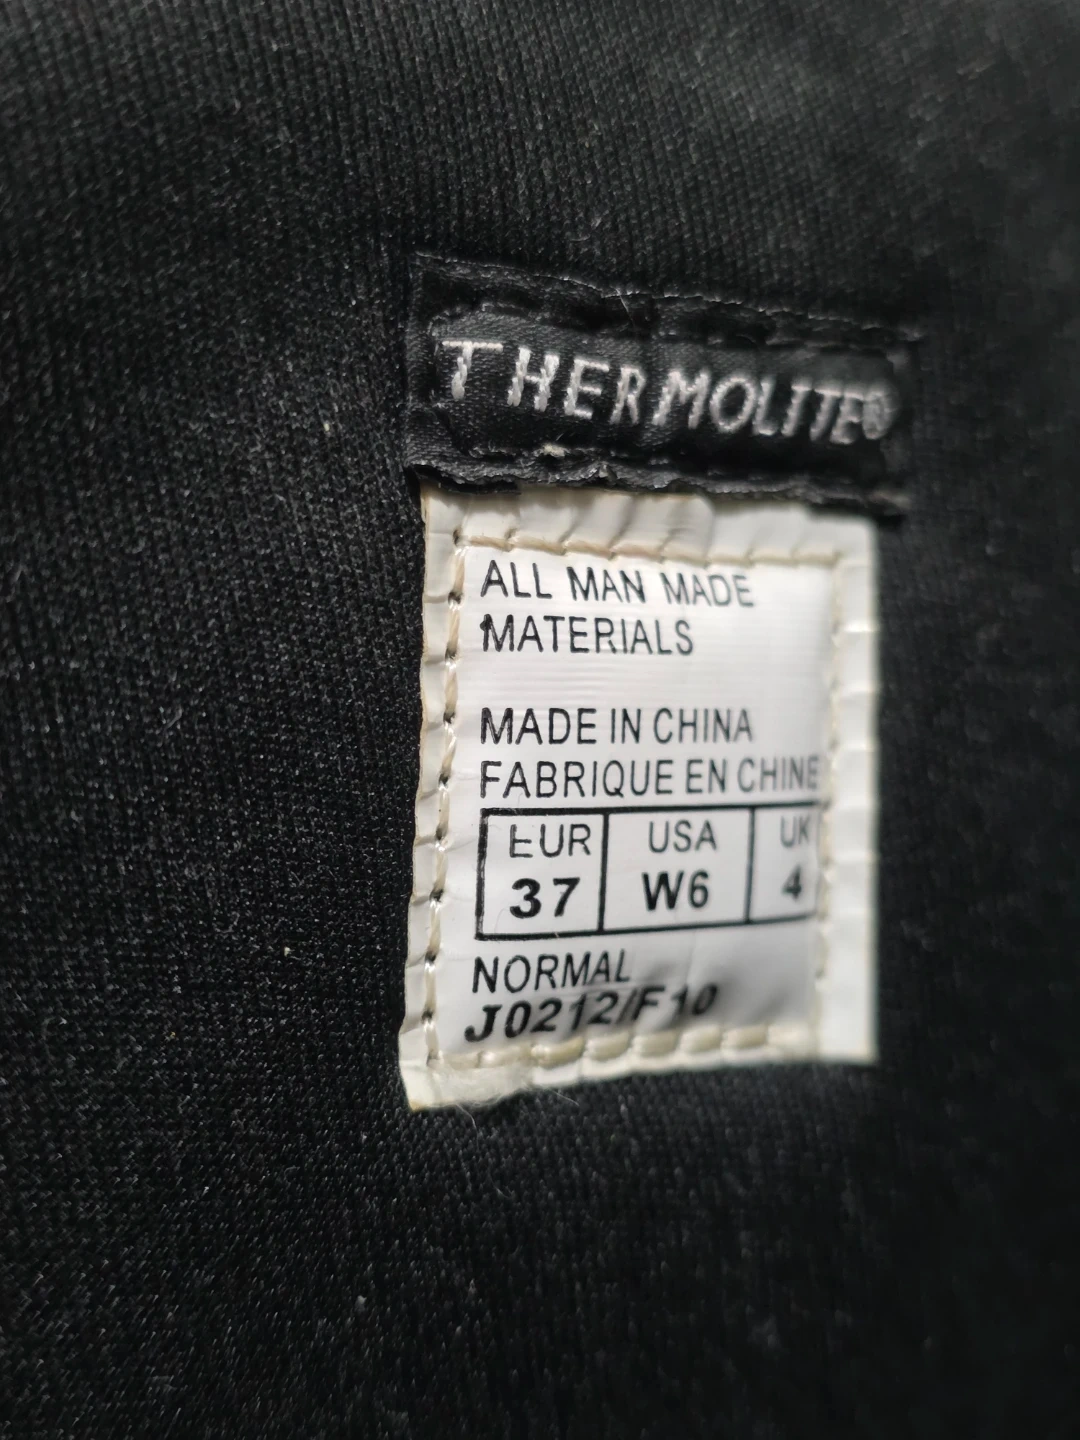 THERMOLITE®
ALL MAN MADE
MATERIALS
MADE IN CHINA
FABRIQUE EN CHINE
EUR USA UK
37 W6 4
NORMAL
J0212/F10